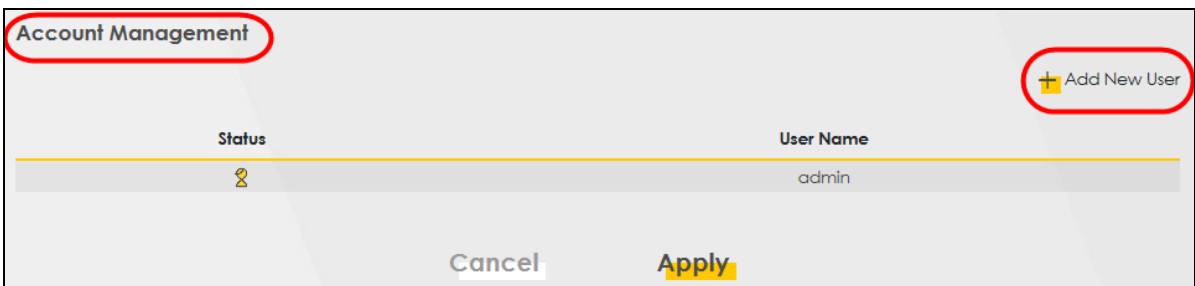 Account Management
+ Add New User
Status User Name
admin
Cancel Apply